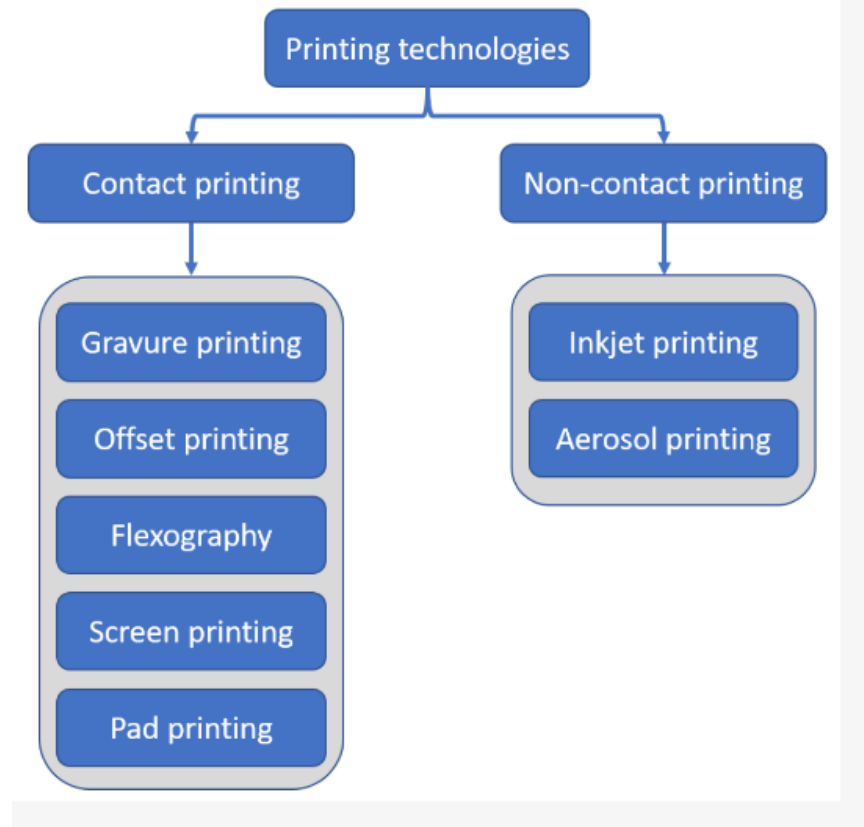 Printing technologies
Contact printing
Non-contact printing
Gravure printing
Offset printing
Flexography
Screen printing
Pad printing
Inkjet printing
Aerosol printing